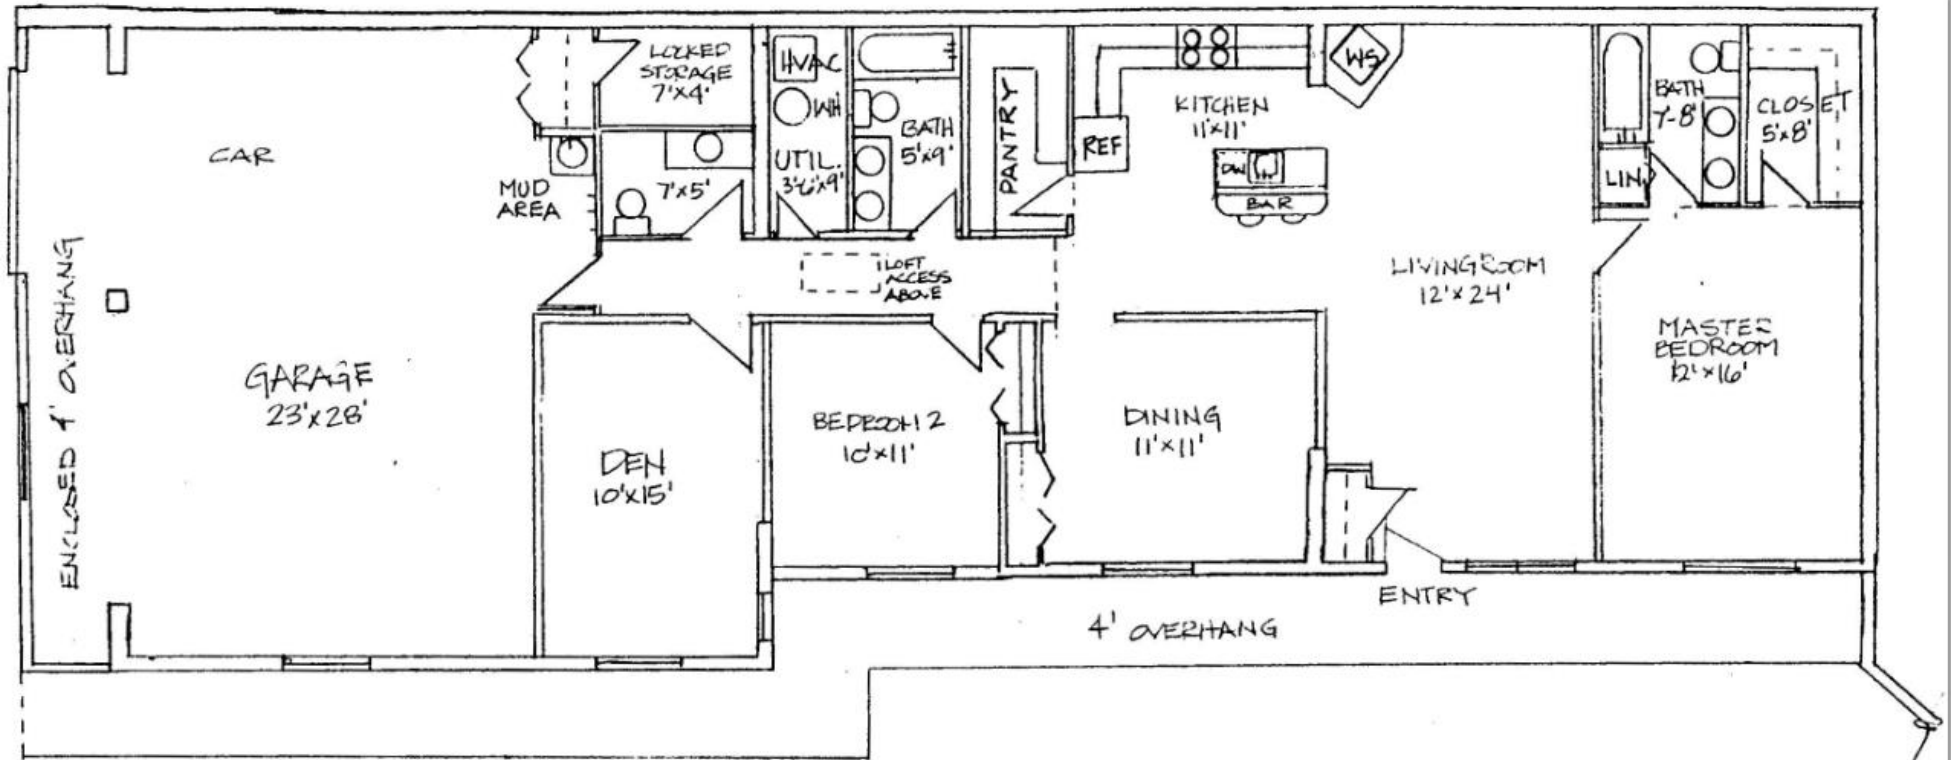 LOCKED
STORAGE
7'x4'
HVAC
WH
UTIL.
3'-6"x9'
BATH
5'x9'
PANTRY
REF
KITCHEN
11'x11'
DW
BAR
WS
BATH
7'-8'
LIN
CLOSET
5'x8'
CAR
MUD
AREA
7'x5'
LOFT
ACCESS
ABOVE
LIVINGROOM
12'x24'
MASTER
BEDROOM
12'x16'
ENCLOSED 4' OVERHANG
GARAGE
23'x28'
DEN
10'x15'
BEDROOM 2
10'x11'
DINING
11'x11'
ENTRY
4' OVERHANG